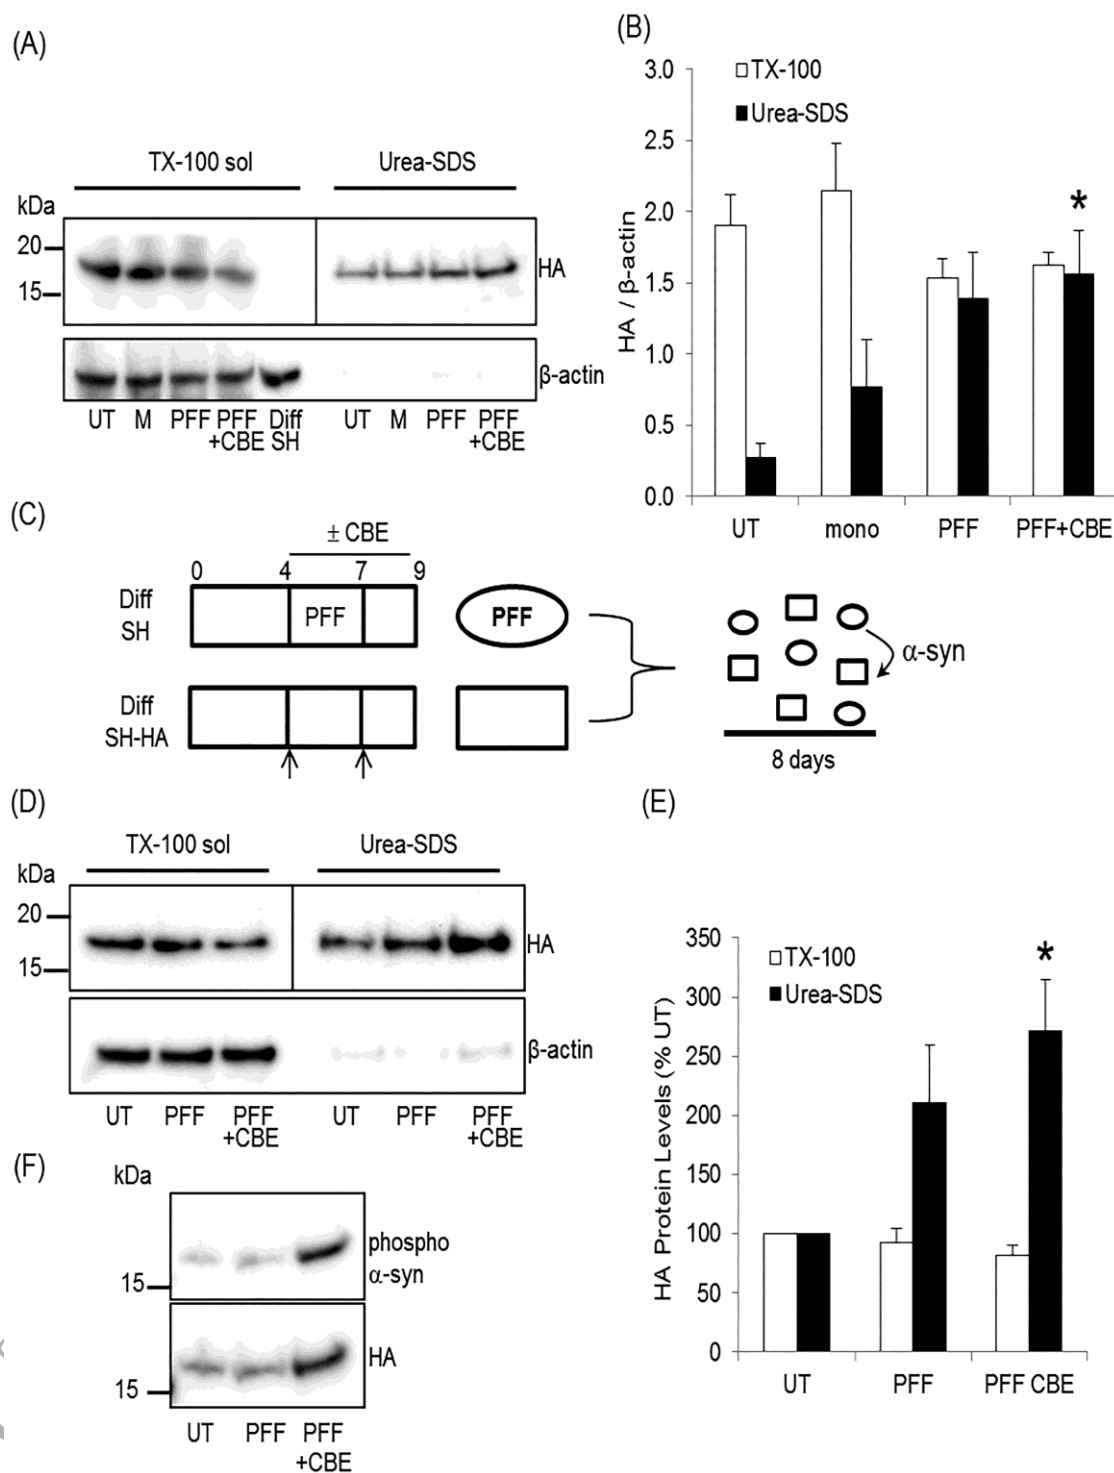 (A)
TX-100 sol Urea-SDS
kDa
20
15
HA
β-actin
UT M PFF PFF Diff UT M PFF PFF
+CBE SH +CBE
(B)
TX-100
Urea-SDS
3.0
2.5
2.0
1.5
1.0
0.5
0.0
HA / β-actin
*
UT mono PFF PFF+CBE
(C)
± CBE
0 4 7 9
Diff
SH
PFF
PFF
Diff
SH-HA
α-syn
8 days
(D)
TX-100 sol Urea-SDS
kDa
20
15
HA
β-actin
UT PFF PFF UT PFF PFF
+CBE +CBE
(E)
TX-100
Urea-SDS
350
300
250
200
150
100
50
0
HA Protein Levels (% UT)
*
UT PFF PFF CBE
(F)
kDa
phospho
α-syn
15
HA
15
UT PFF PFF
+CBE